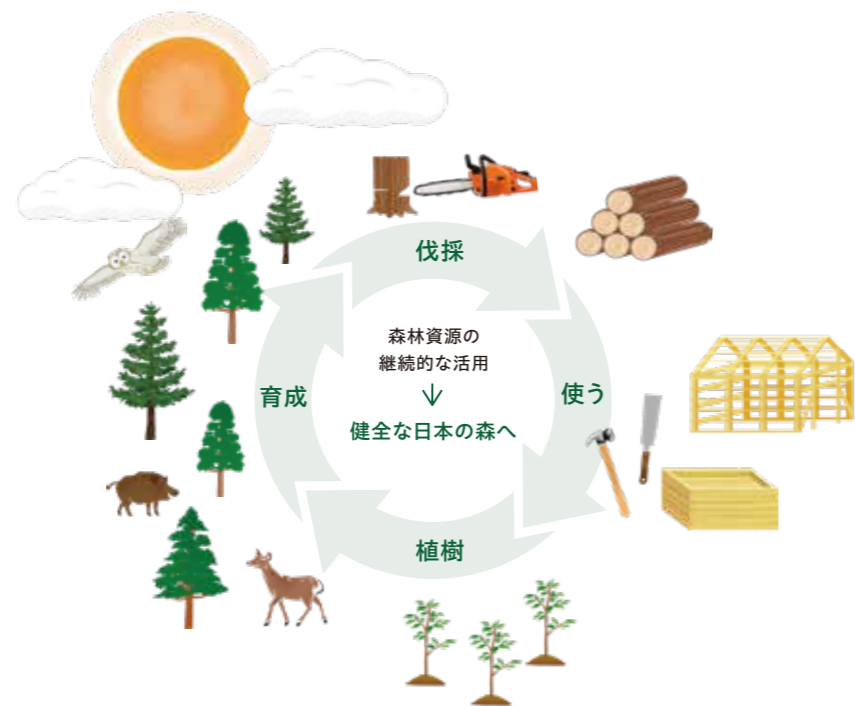 伐採
森林資源の
継続的な活用
↓
健全な日本の森へ
育成
使う
植樹